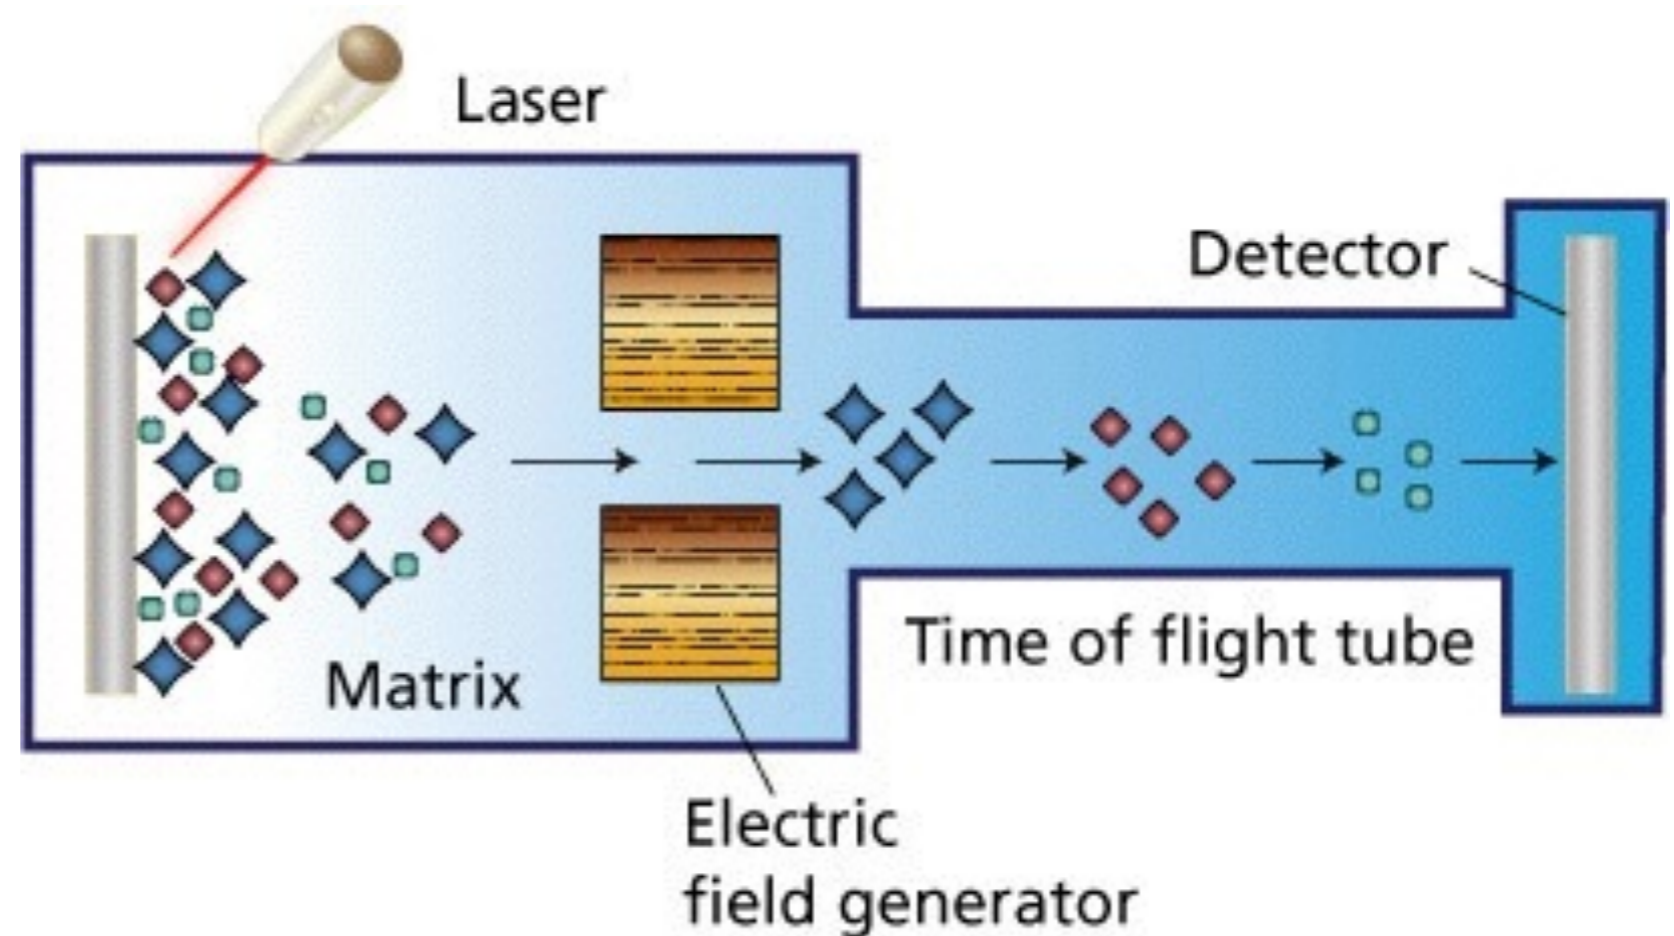 Laser
Detector
Matrix
Time of flight tube
Electric
field generator